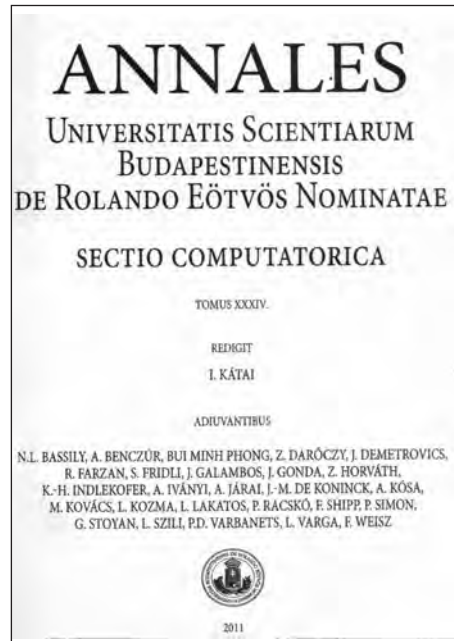 ANNALES
UNIVERSITATIS SCIENTIARUM
BUDAPESTINENSIS
DE ROLANDO EÖTVÖS NOMINATAE
SECTIO COMPUTATORICA
TOMUS XXXIV.
REDIGIT
I. KÁTAI
ADIUVANTIBUS
N.L. BASSILY, A. BENCZÚR, BUI MINH PHONG, Z. DARÓCZY, J. DEMETROVICS,
R. FARZAN, S. FRIDLI, J. GALAMBOS, J. GONDA, Z. HORVÁTH,
K.-H. INDLEKOFER, A. IVÁNYI, A. JÁRAI, J.-M. DE KONINCK, A. KÓSA,
M. KOVÁCS, L. KOZMA, L. LAKATOS, P. RACSKÓ, F. SHIPP, P. SIMON,
G. STOYAN, L. SZILI, P.D. VARBANETS, L. VARGA, F. WEISZ
2011